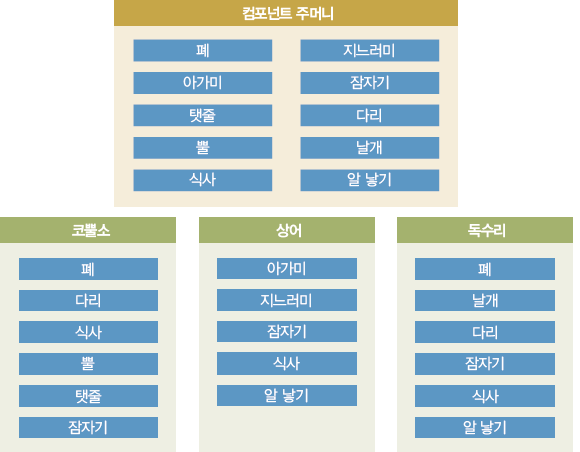 컴포넌트 주머니
폐 지느러미
아가미 잠자기
탯줄 다리
뿔 날개
식사 알 낳기
코뿔소
폐
다리
식사
뿔
탯줄
잠자기
상어
아가미
지느러미
잠자기
식사
알 낳기
독수리
폐
날개
다리
잠자기
식사
알 낳기